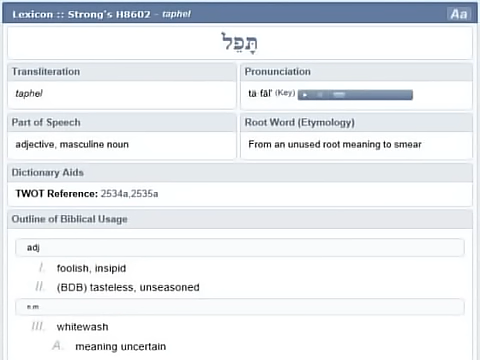 Lexicon :: Strong's H8602 - taphel
Aa
תָּפֵל
Transliteration
Pronunciation
taphel
tä·fāl' (Key)
Part of Speech
Root Word (Etymology)
adjective, masculine noun
From an unused root meaning to smear
Dictionary Aids
TWOT Reference: 2534a,2535a
Outline of Biblical Usage
adj
I. foolish, insipid
II. (BDB) tasteless, unseasoned
n m
III. whitewash
A. meaning uncertain